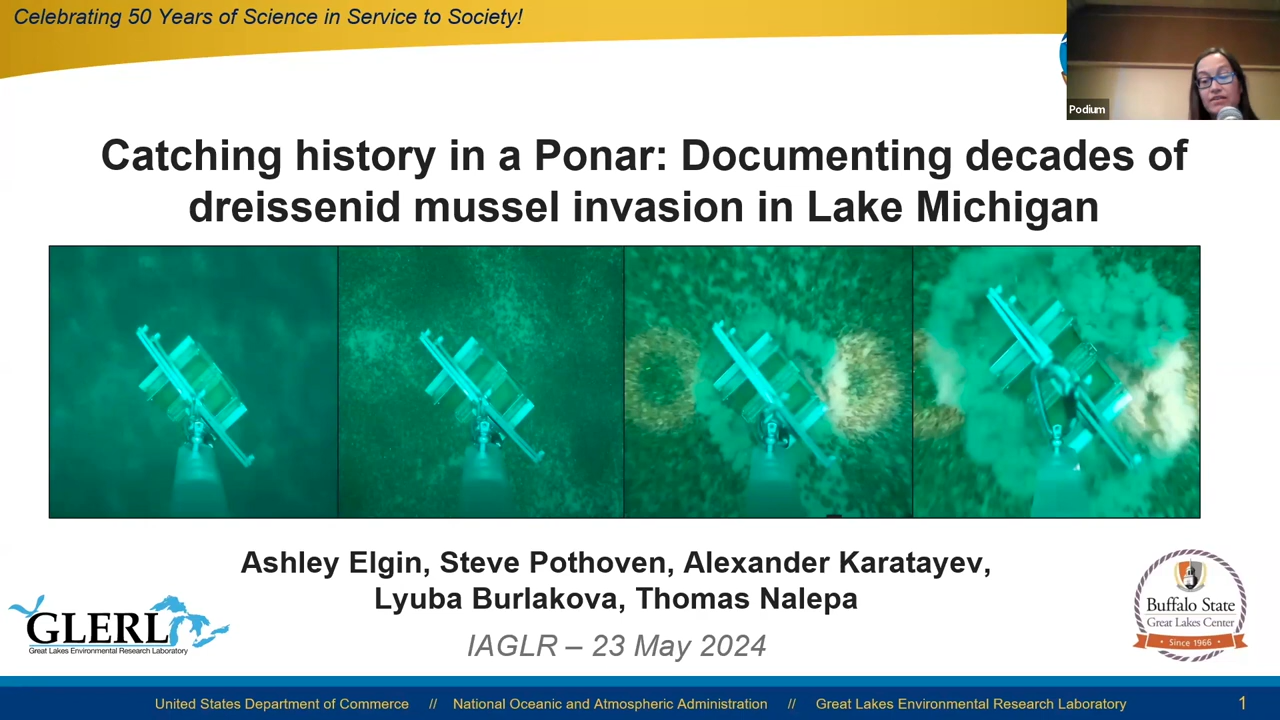 Celebrating 50 Years of Science in Service to Society!
Podium
Catching history in a Ponar: Documenting decades of
dreissenid mussel invasion in Lake Michigan
Ashley Elgin, Steve Pothoven, Alexander Karatayev,
Lyuba Burlakova, Thomas Nalepa
IAGLR – 23 May 2024
GLERL
Great Lakes Environmental Research Laboratory
Buffalo State
Great Lakes Center
Since 1966
United States Department of Commerce // National Oceanic and Atmospheric Administration // Great Lakes Environmental Research Laboratory
1